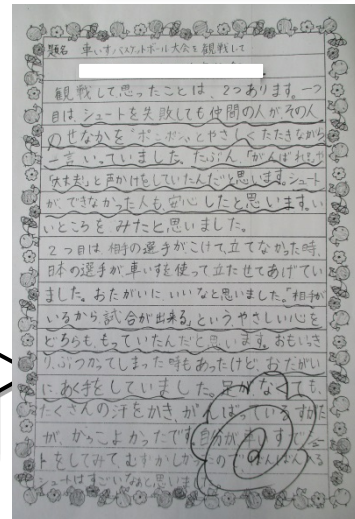 題名 車いすバスケットボール大会を観戦して
観戦して思ったことは、2つあります。一つ
目は、シュートを失敗しても仲間の人がその人
のせなかを"ポンポン"とやさしくたたきながら
一言いっていました。たぶん、「がんばれ」や
「大丈夫」と声かけをしていたんだと思います。シュート
が、できなかった人も、安心したと思います。い
いところをみたと思いました。
2つ目は、相手の選手がこけて、立てなかった時、
日本の選手が、車いすを使って立たせてあげてい
ました。おたがいに、いいなと思いました。「相手が
いるから、試合が出来る」という、やさしい心を
どちらも、もっていたんだと思います。おもいっき
り、ぶつかってしまった時もあったけど、おたがい
にあく手をしていました。足が、なくても、
たくさんの汗をかき、がんばっているすがた
が、かっこよかったです。自分が車いすで
トをしてみて、むずかしかったので、
シュートはすごいなあと思いま